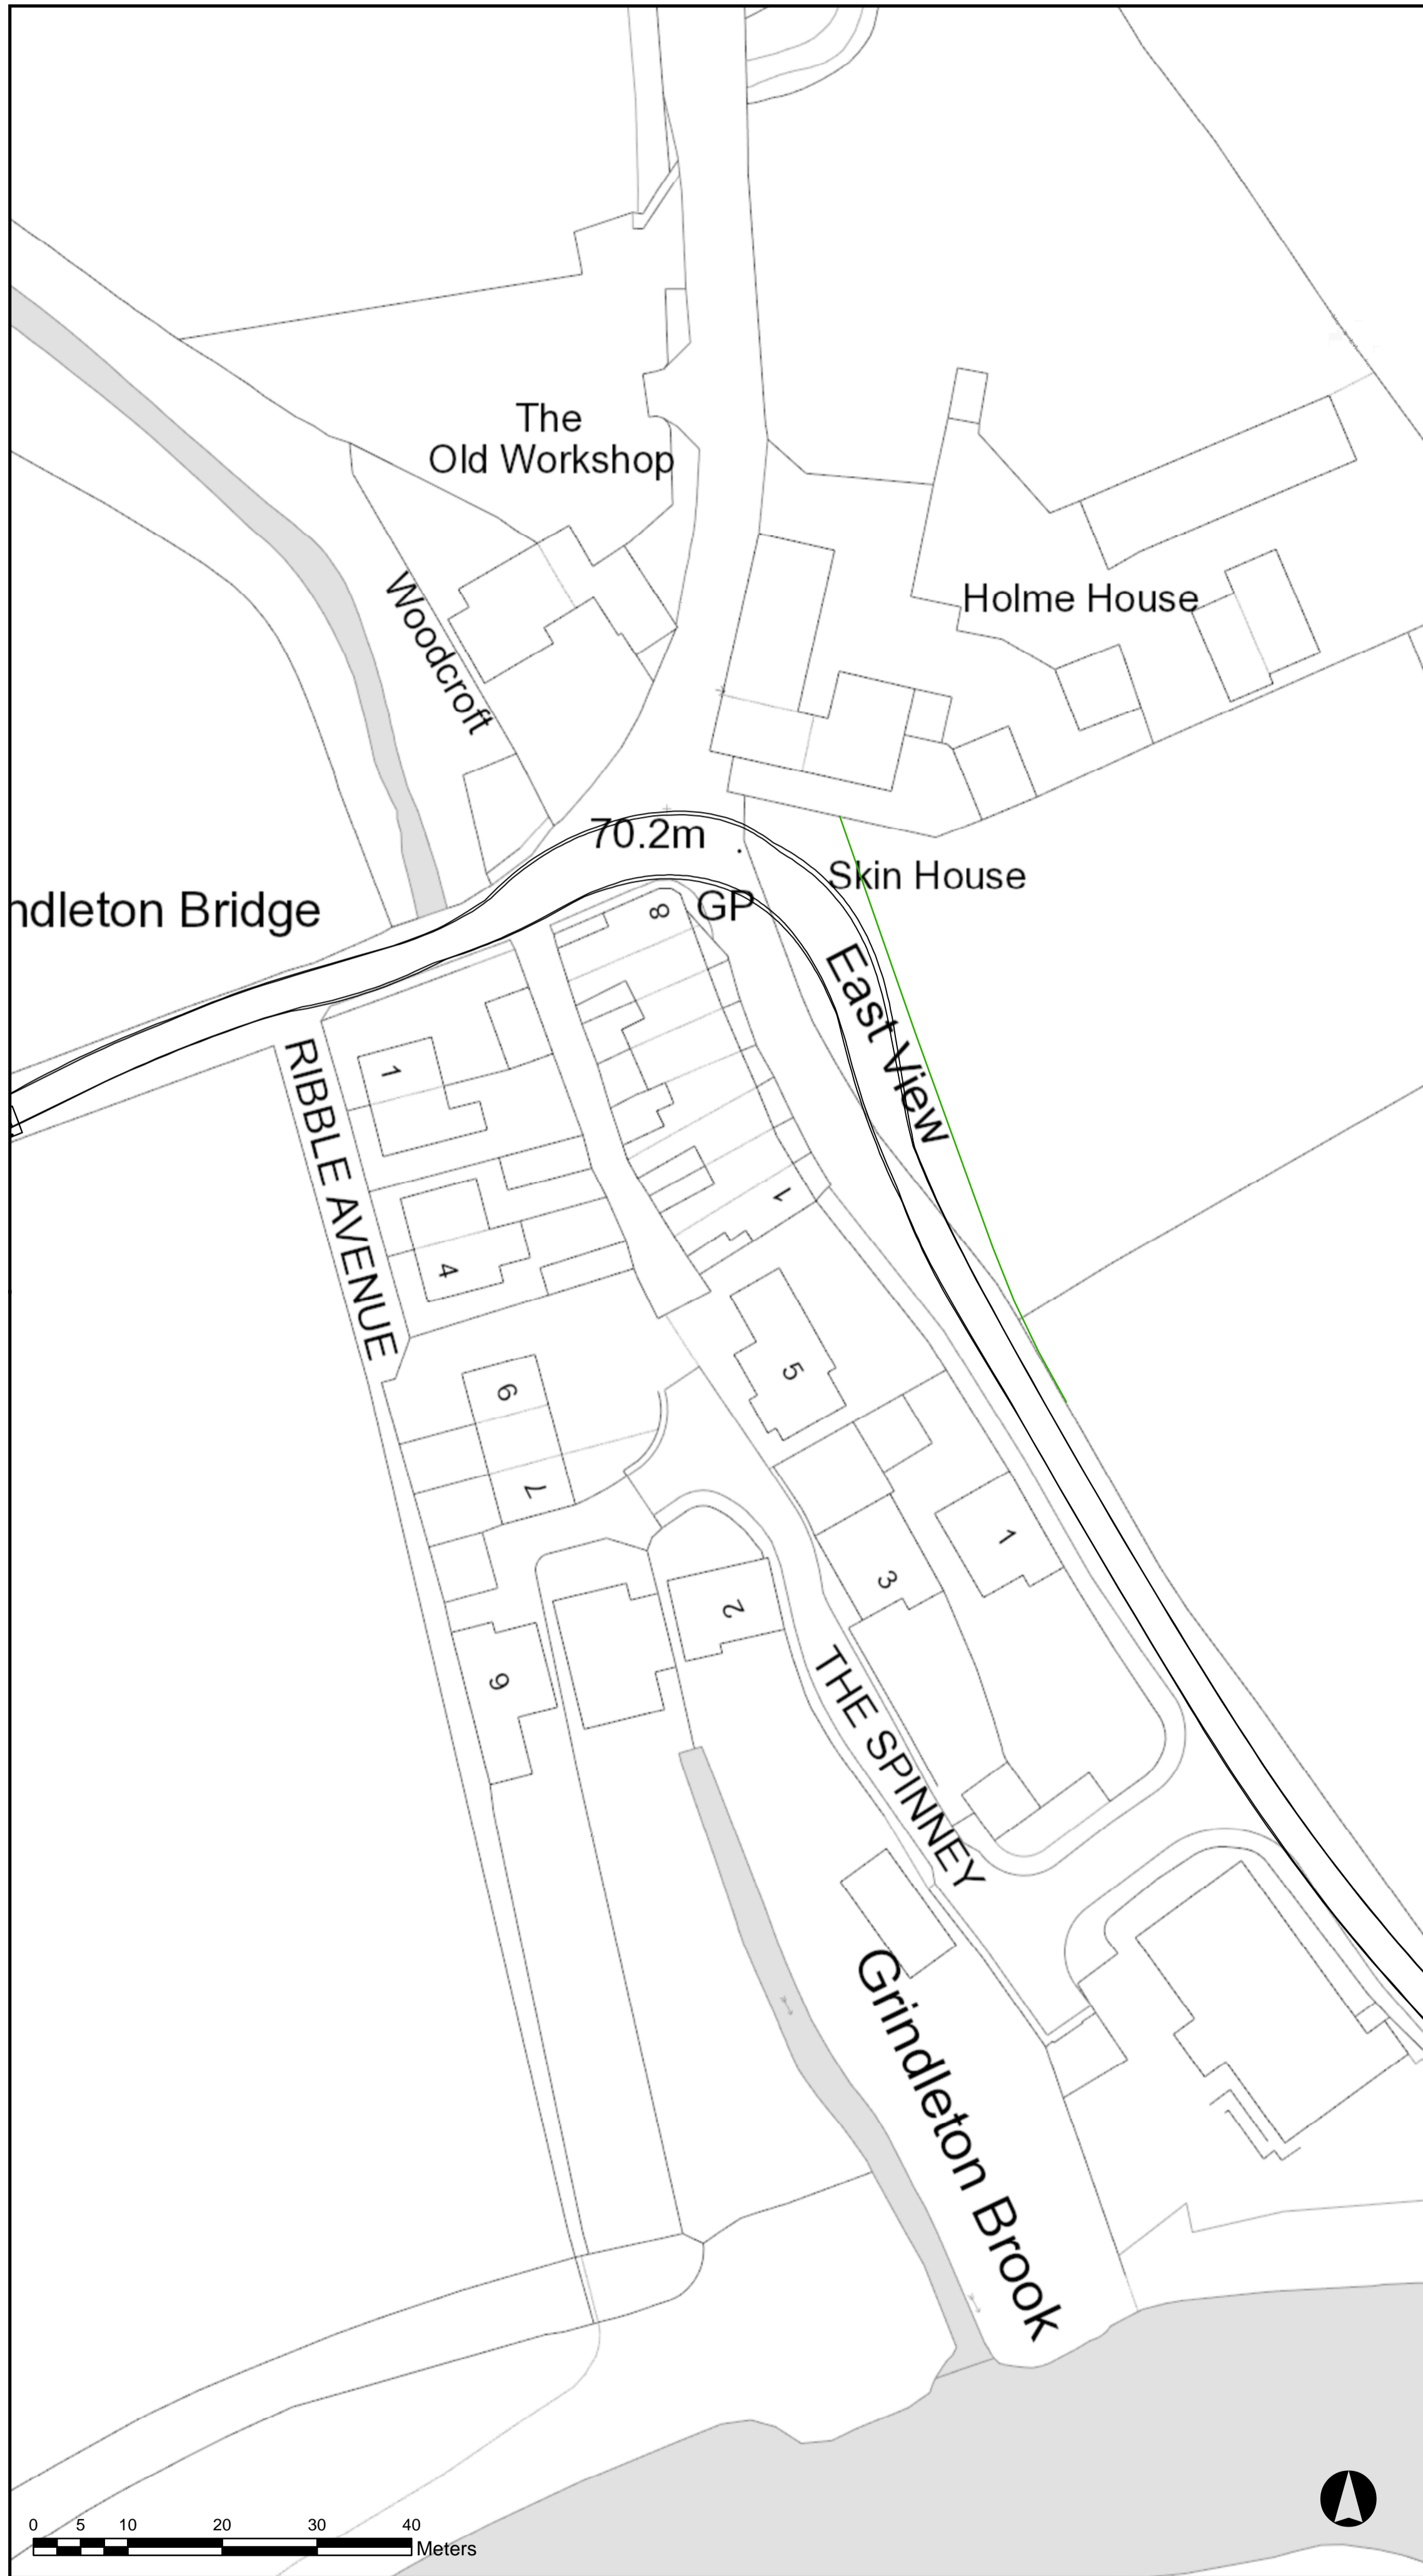 The
Old Workshop
Holme House
Woodcroft
70.2m
Skin House
GP
8
ndleton Bridge
East View
RIBBLE AVENUE
1
1
4
5
6
7
1
3
2
9
THE SPINNEY
Grindleton Brook
0 5 10 20 30 40
Meters